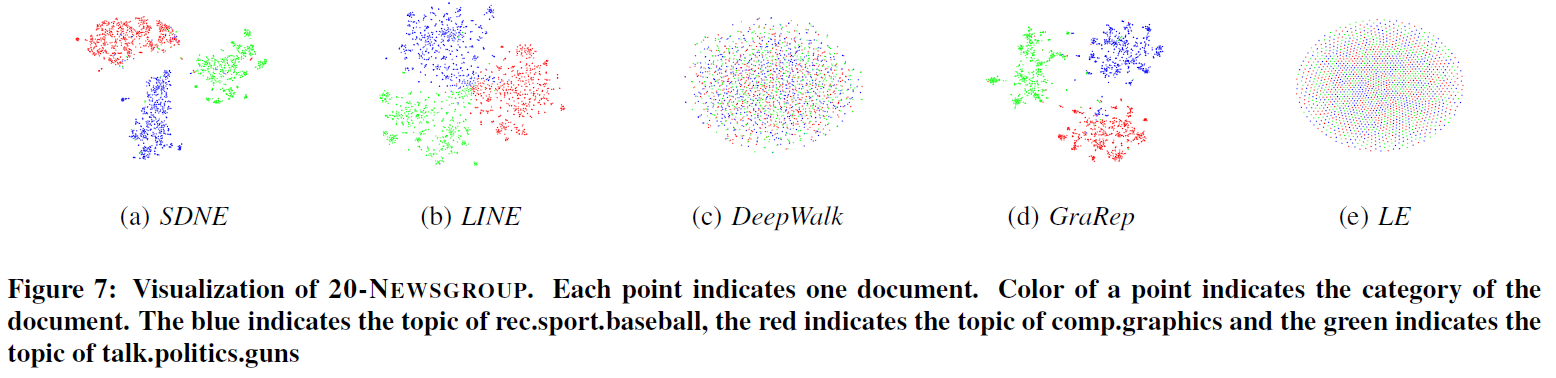 (a) SDNE (b) LINE (c) DeepWalk (d) GraRep (e) LE
Figure 7: Visualization of 20-NEWSGROUP. Each point indicates one document. Color of a point indicates the category of the
document. The blue indicates the topic of rec.sport.baseball, the red indicates the topic of comp.graphics and the green indicates the
topic of talk.politics.guns